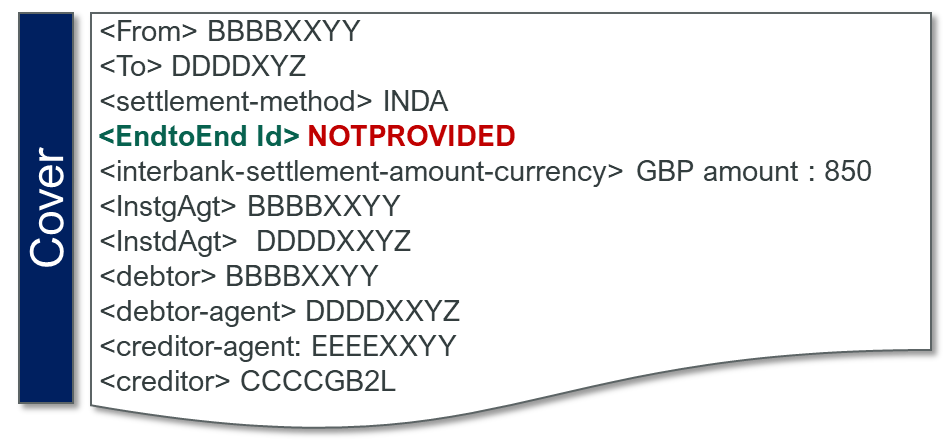 Cover
<From> BBBBXXYY
<To> DDDDXYZ
<settlement-method> INDA
<EndtoEnd Id> NOTPROVIDED
<interbank-settlement-amount-currency> GBP amount : 850
<InstgAgt> BBBBXXYY
<InstdAgt> DDDDXXYZ
<debtor> BBBBXXYY
<debtor-agent> DDDDXXYZ
<creditor-agent: EEEEXXYY
<creditor> CCCCGB2L